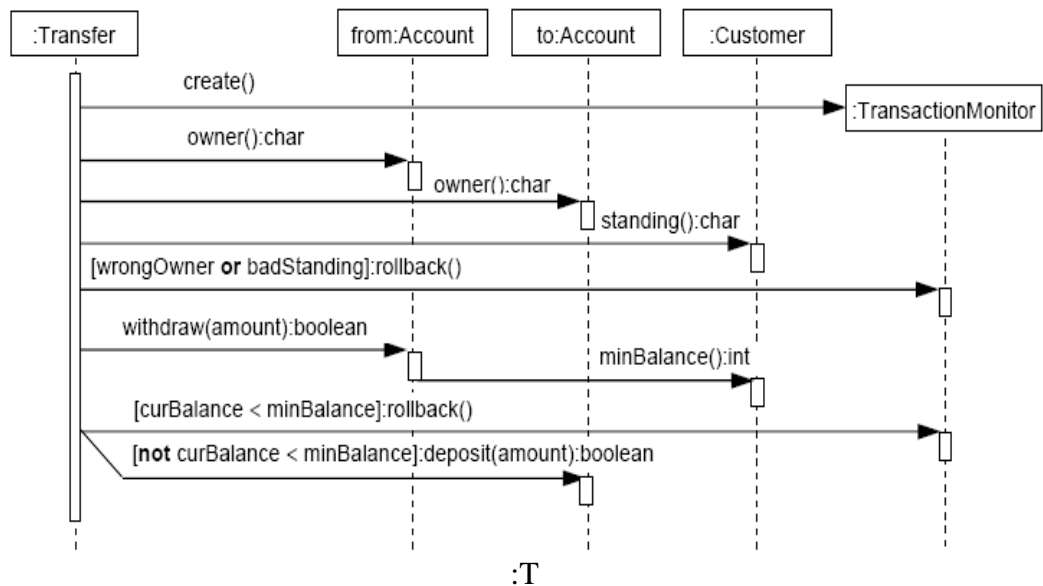 :Transfer
from:Account
to:Account
:Customer
create()
:TransactionMonitor
owner():char
owner():char
standing():char
[wrongOwner or badStanding]:rollback()
withdraw(amount):boolean
minBalance():int
[curBalance < minBalance]:rollback()
[not curBalance < minBalance]:deposit(amount):boolean
:T